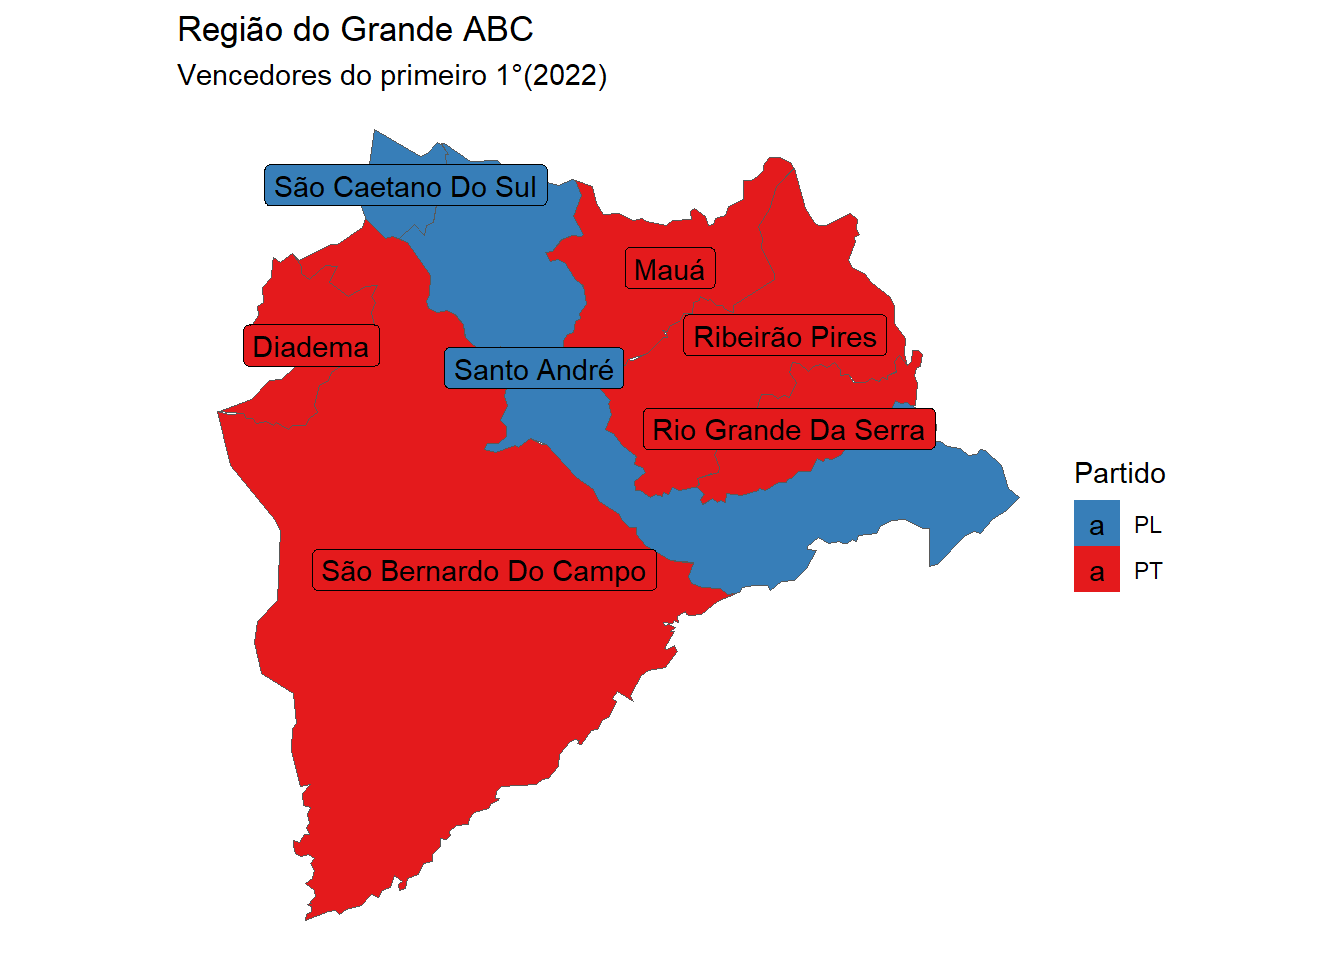 Região do Grande ABC
Vencedores do primeiro 1°(2022)
São Caetano Do Sul
Mauá
Ribeirão Pires
Diadema
Santo André
Rio Grande Da Serra
São Bernardo Do Campo
Partido
a PL
a PT